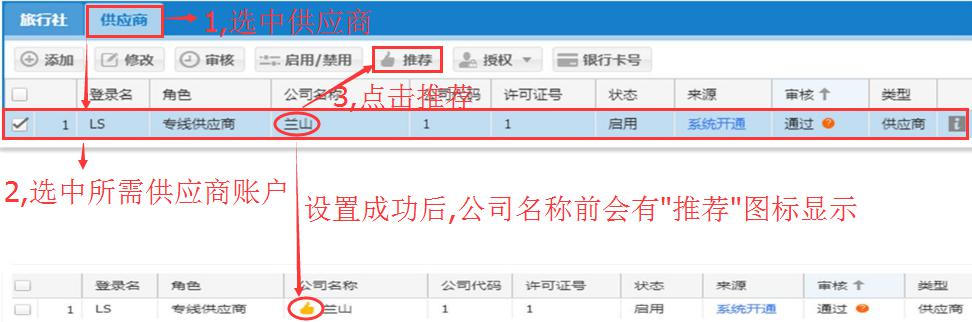 旅行社 供应商 1,选中供应商
添加 修改 审核 启用/禁用 推荐 授权 银行卡号
3,点击推荐
登录名 角色 公司名称 公司代码 许可证号 状态 来源 审核 ↑ 类型
1 LS 专线供应商 兰山 1 1 启用 系统开通 通过 供应商
2,选中所需供应商账户
设置成功后,公司名称前会有"推荐"图标显示
登录名 角色 公司名称 公司代码 许可证号 状态 来源 审核 ↑ 类型
1 LS 专线供应商 兰山 1 1 启用 系统开通 通过 供应商